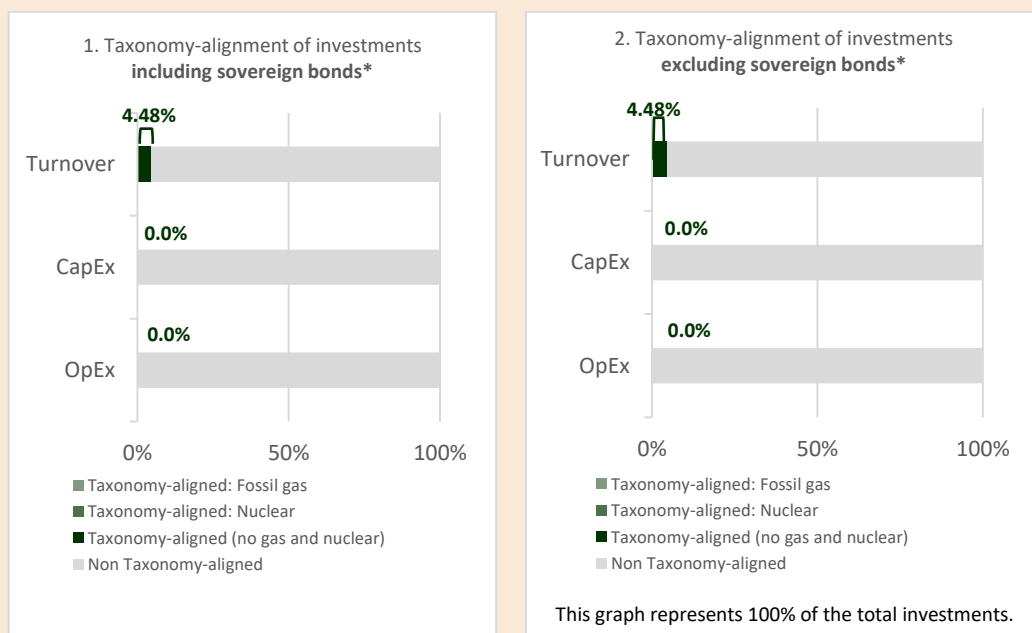 1. Taxonomy-alignment of investments
including sovereign bonds*
4.48%
Turnover
0.0%
CapEx
0.0%
OpEx
0% 50% 100%
Taxonomy-aligned: Fossil gas
Taxonomy-aligned: Nuclear
Taxonomy-aligned (no gas and nuclear)
Non Taxonomy-aligned
2. Taxonomy-alignment of investments
excluding sovereign bonds*
4.48%
Turnover
0.0%
CapEx
0.0%
OpEx
0% 50% 100%
Taxonomy-aligned: Fossil gas
Taxonomy-aligned: Nuclear
Taxonomy-aligned (no gas and nuclear)
Non Taxonomy-aligned
This graph represents 100% of the total investments.